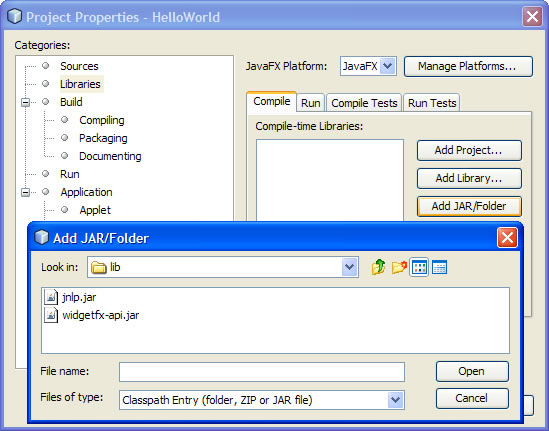 Project Properties - HelloWorld
Categories:
Sources
Libraries
Build
Compiling
Packaging
Documenting
Run
Application
Applet
JavaFX Platform:
JavaFX
Manage Platforms...
Compile
Run
Compile Tests
Run Tests
Compile-time Libraries:
Add Project...
Add Library...
Add JAR/Folder
Add JAR/Folder
Look in:
lib
jnlp.jar
widgetfx-api.jar
File name:
Open
Files of type:
Classpath Entry (folder, ZIP or JAR file)
Cancel